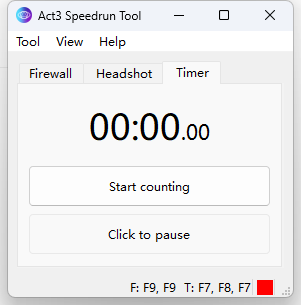 Act3 Speedrun Tool
Tool View Help
Firewall Headshot Timer
00:00.00
Start counting
Click to pause
F: F9, F9 T: F7, F8, F7